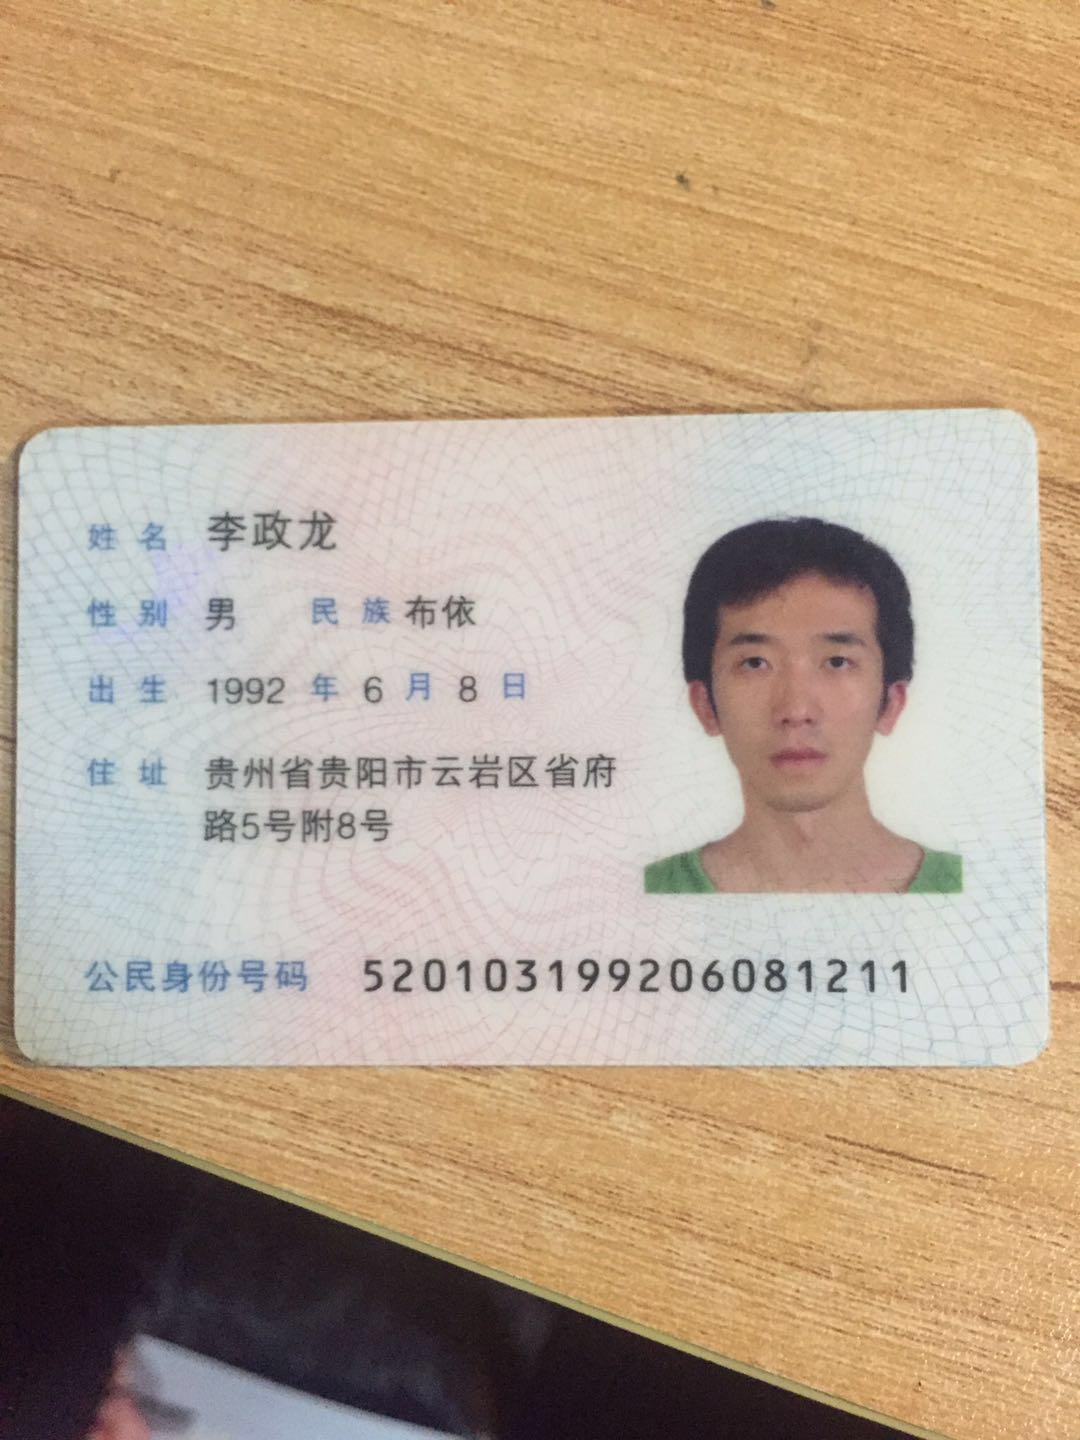 姓名 李政龙
性别 男 民族 布依
出生 1992 年 6 月 8 日
住址 贵州省贵阳市云岩区省府
路5号附8号
公民身份号码 520103199206081211